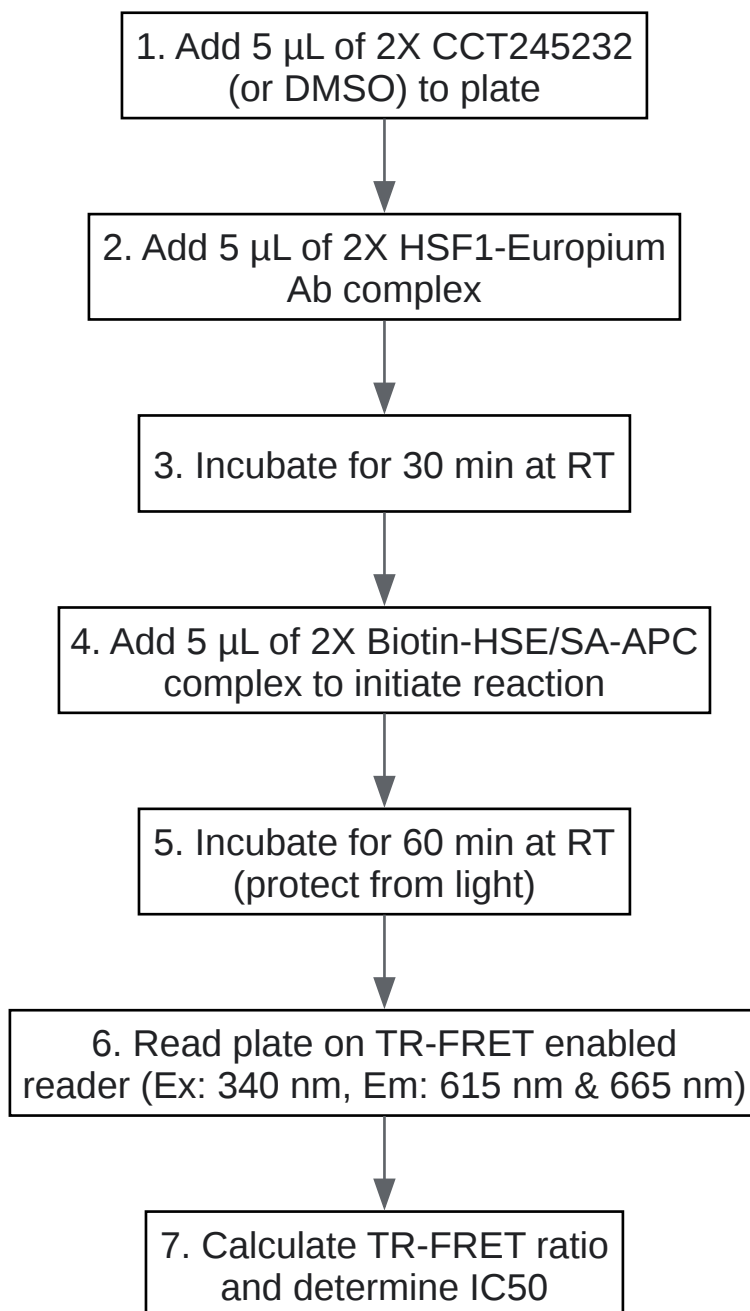 1. Add 5 µL of 2X CCT245232
(or DMSO) to plate
2. Add 5 µL of 2X HSF1-Europium
Ab complex
3. Incubate for 30 min at RT
4. Add 5 µL of 2X Biotin-HSE/SA-APC
complex to initiate reaction
5. Incubate for 60 min at RT
(protect from light)
6. Read plate on TR-FRET enabled
reader (Ex: 340 nm, Em: 615 nm & 665 nm)
7. Calculate TR-FRET ratio
and determine IC50